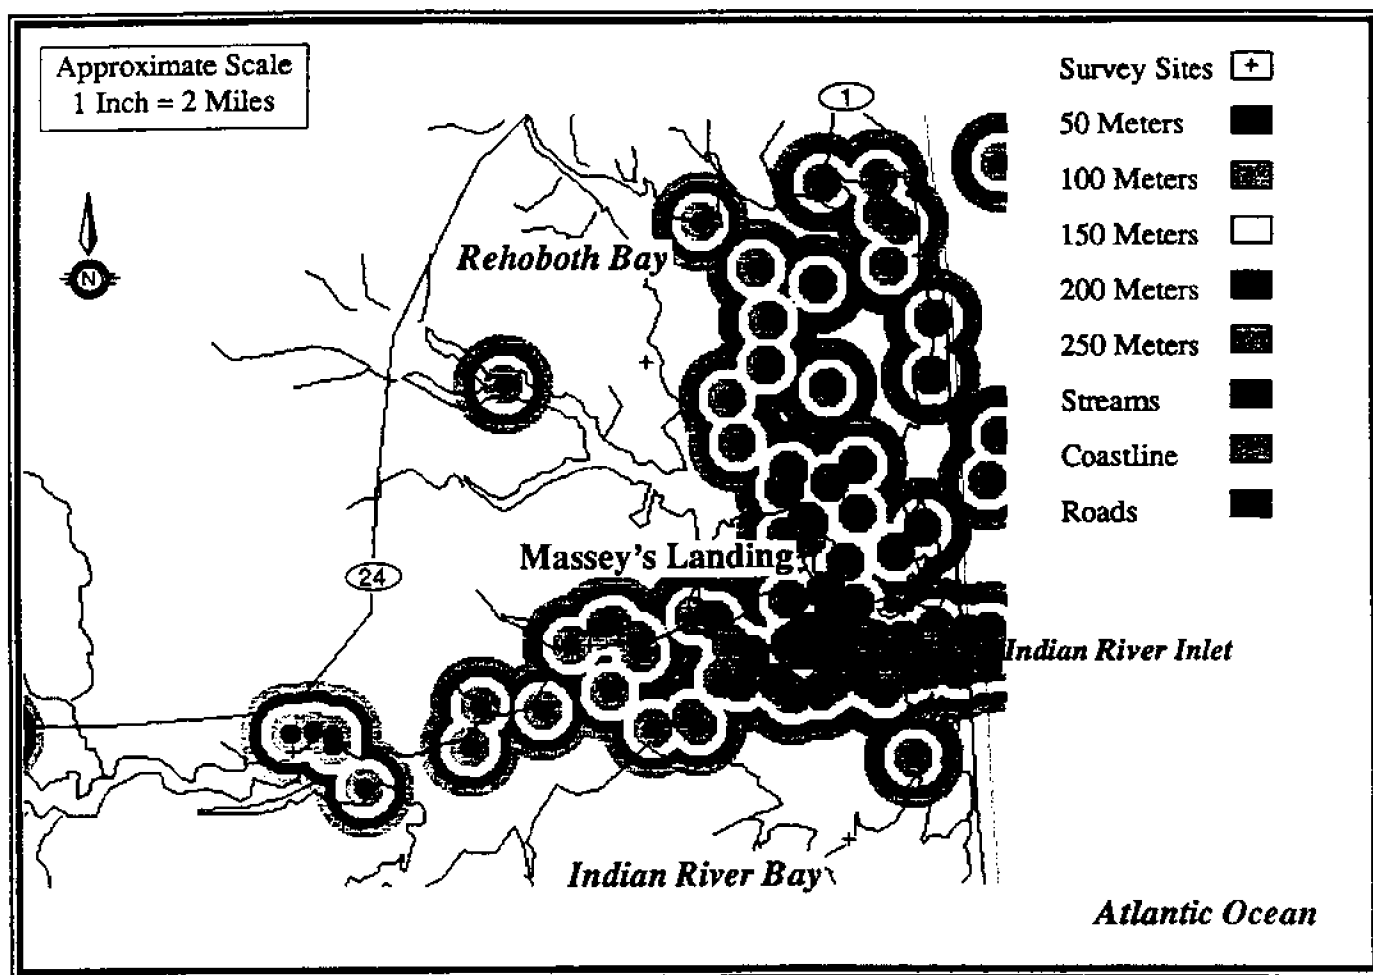 Approximate Scale
1 Inch = 2 Miles
1
Survey Sites
50 Meters
100 Meters
150 Meters
200 Meters
250 Meters
Streams
Coastline
Roads
N
Rehoboth Bay
Massey's Landing
24
Indian River Inlet
Indian River Bay
Atlantic Ocean